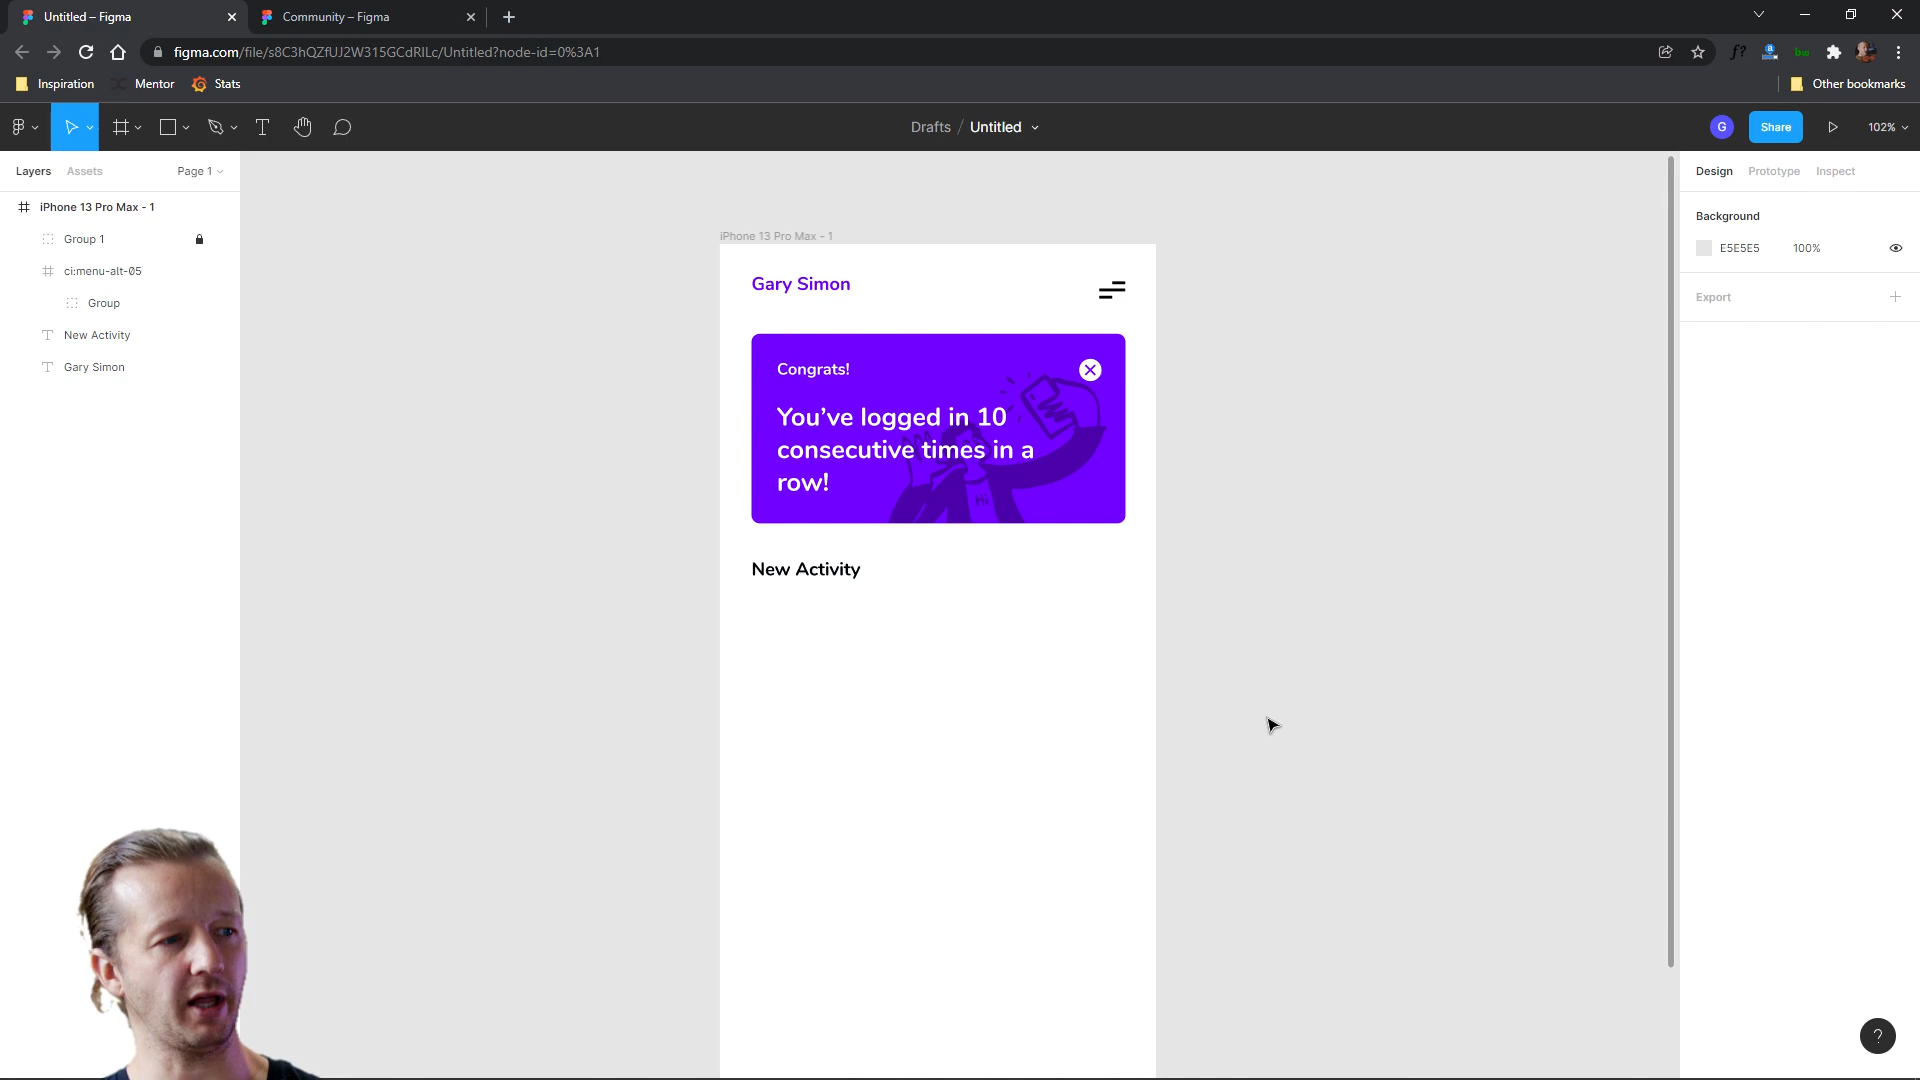 Untitled – Figma
Community – Figma
figma.com/file/s8C3hQZfUJ2W315GCdRILc/Untitled?node-id=0%3A1
f?
bw
Inspiration
Mentor
Stats
Other bookmarks
Drafts / Untitled
G
Share
102%
Layers
Assets
Page 1
Design
Prototype
Inspect
iPhone 13 Pro Max - 1
Group 1
ci:menu-alt-05
Group
New Activity
Gary Simon
Background
E5E5E5
100%
Export
iPhone 13 Pro Max - 1
Gary Simon
Congrats!
You’ve logged in 10
consecutive times in a
row!
Hi
New Activity
?